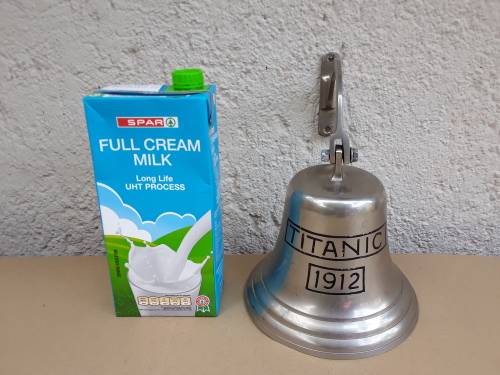 SPAR
FULL CREAM
MILK
Long Life
UHT PROCESS
TITANIC
1912